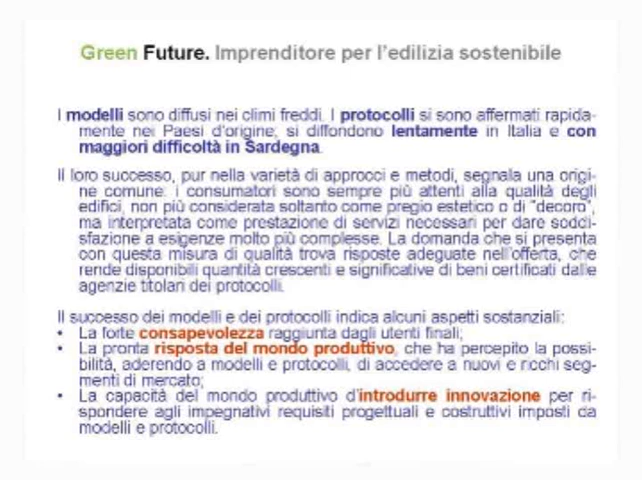 Green Future. Imprenditore per l'edilizia sostenibile
I modelli sono diffusi nei climi freddi. I protocolli si sono affermati rapida-
mente nei Paesi d'origine; si diffondono lentamente in Italia e con
maggiori difficoltà in Sardegna.
Il loro successo, pur nella varietà di approcci e metodi, segnala una origi-
ne comune: i consumatori sono sempre più attenti alla qualità degli
edifici, non più considerata soltanto come pregio estetico o di "decoro",
ma interpretata come prestazione di servizi necessari per dare soddi-
sfazione a esigenze molto più complesse. La domanda che si presenta
con questa misura di qualità trova risposte adeguate nell'offerta, che
rende disponibili quantità crescenti e significative di beni certificati dalle
agenzie titolari dei protocolli.
Il successo dei modelli e dei protocolli indica alcuni aspetti sostanziali:
• La forte consapevolezza raggiunta dagli utenti finali;
• La pronta risposta del mondo produttivo, che ha percepito la possi-
bilità, aderendo a modelli e protocolli, di accedere a nuovi e ricchi seg-
menti di mercato;
• La capacità del mondo produttivo d'introdurre innovazione per ri-
spondere agli impegnativi requisiti progettuali e costruttivi imposti da
modelli e protocolli.